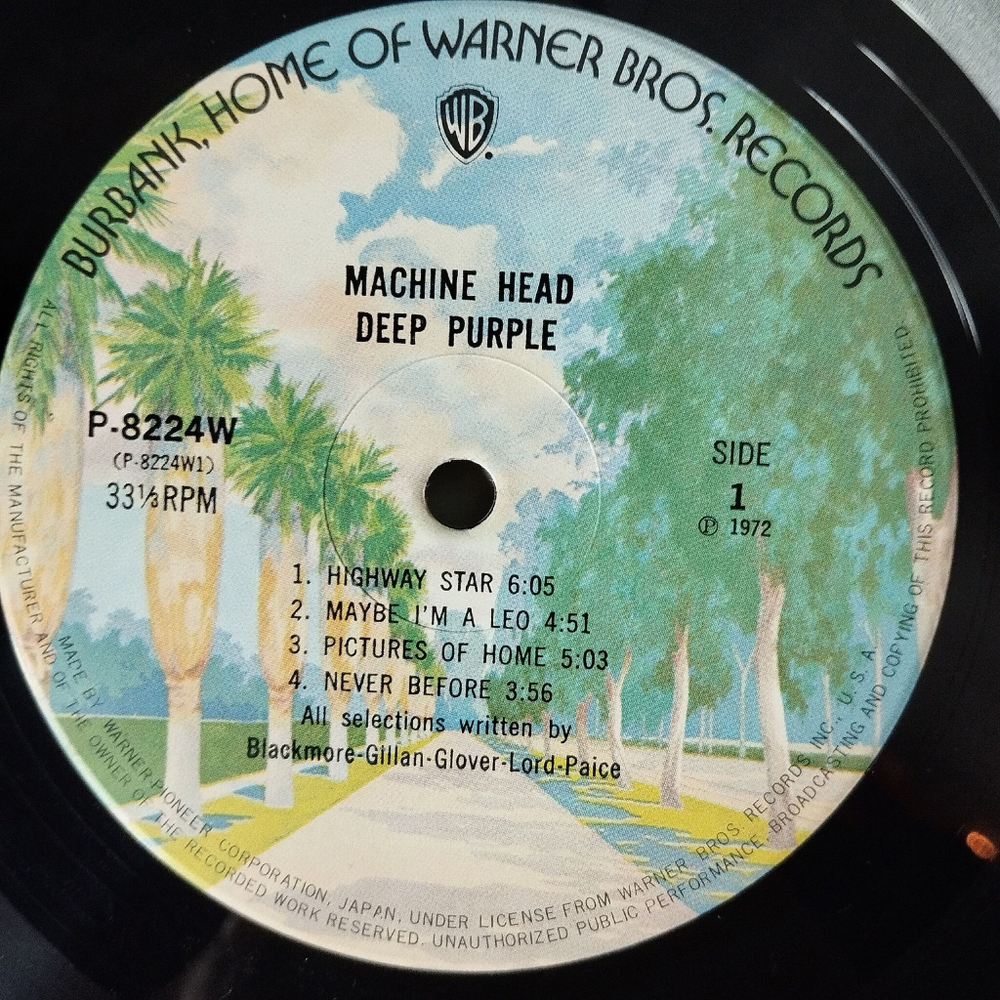 BURBANK, HOME OF WARNER BROS. RECORDS
WB
MACHINE HEAD
DEEP PURPLE
P-8224W
(P-8224W1)
33⅓RPM
SIDE
1
Ⓟ 1972
1. HIGHWAY STAR 6:05
2. MAYBE I'M A LEO 4:51
3. PICTURES OF HOME 5:03
4. NEVER BEFORE 3:56
All selections written by
Blackmore-Gillan-Glover-Lord-Paice
MADE BY WARNER-PIONEER CORPORATION, JAPAN, UNDER LICENSE FROM WARNER BROS. RECORDS INC., U. S. A.
ALL RIGHTS OF THE MANUFACTURER AND OF THE OWNER OF THE RECORDED WORK RESERVED. UNAUTHORIZED PUBLIC PERFORMANCE · BROADCASTING AND COPYING OF THIS RECORD PROHIBITED.